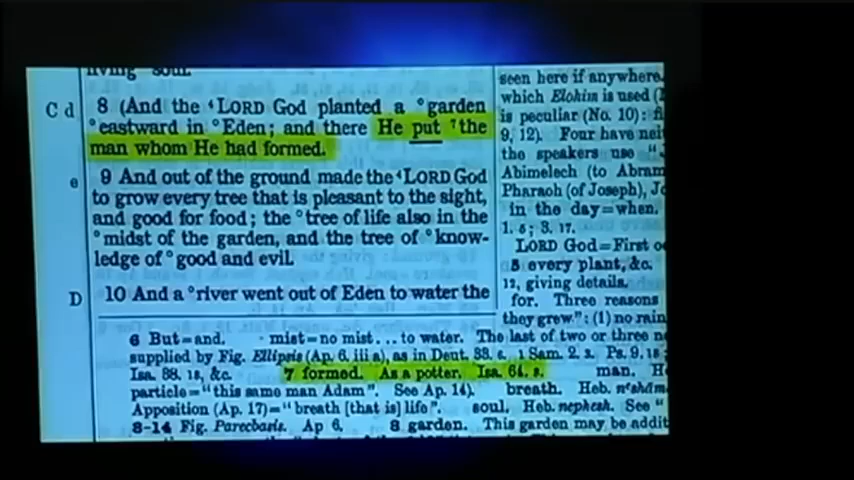 living soul.
C d 8 (And the ⁴LORD God planted a °garden
°eastward in °Eden; and there He put ⁷the
man whom He had formed.
e 9 And out of the ground made the ⁴LORD God
to grow every tree that is pleasant to the sight,
and good for food; the °tree of life also in the
°midst of the garden, and the tree of °know-
ledge of °good and evil.
D 10 And a °river went out of Eden to water the
seen here if anywhere.
which Elohim is used (
is peculiar (No. 10): fi
9, 12). Four have nei
the speakers use "
Abimelech (to Abram
Pharaoh (of Joseph), Jo
in the day=when.
1. 5; 3. 17.
LORD God=First o
5 every plant, &c.
12, giving details.
for. Three reasons
they grew": (1) no rain
6 But=and. mist=no mist... to water. The last of two or three n
supplied by Fig. Ellipsis (Ap. 6. iii a), as in Deut. 33. 6. 1 Sam. 2. 3. Ps. 9. 18
Isa. 38. 18, &c. 7 formed. As a potter. Isa. 64. 8. man. H
particle="this same man Adam". See Ap. 14). breath. Heb. neshám
Apposition (Ap. 17)="breath [that is] life". soul. Heb. nephesh. See "
8-14 Fig. Parecbasis. Ap 6. 8 garden. This garden may be addit